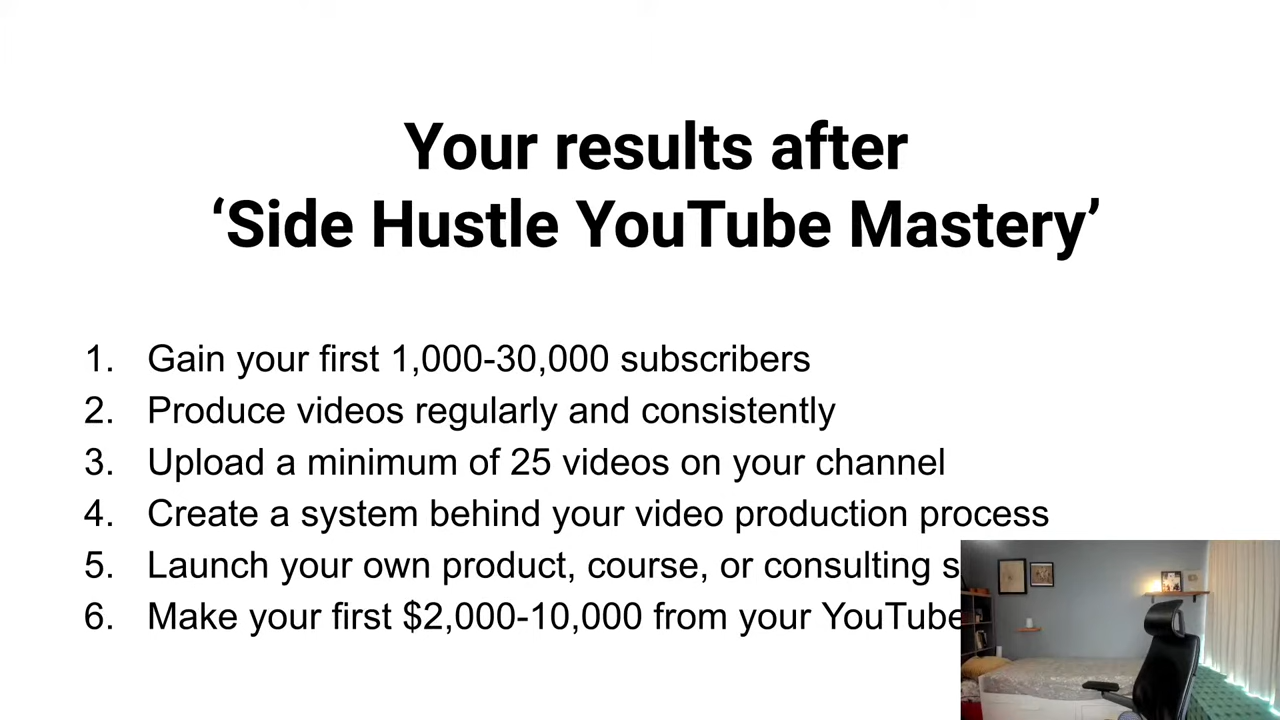 Your results after
‘Side Hustle YouTube Mastery’
1. Gain your first 1,000-30,000 subscribers
2. Produce videos regularly and consistently
3. Upload a minimum of 25 videos on your channel
4. Create a system behind your video production process
5. Launch your own product, course, or consulting
6. Make your first $2,000-10,000 from your YouTube